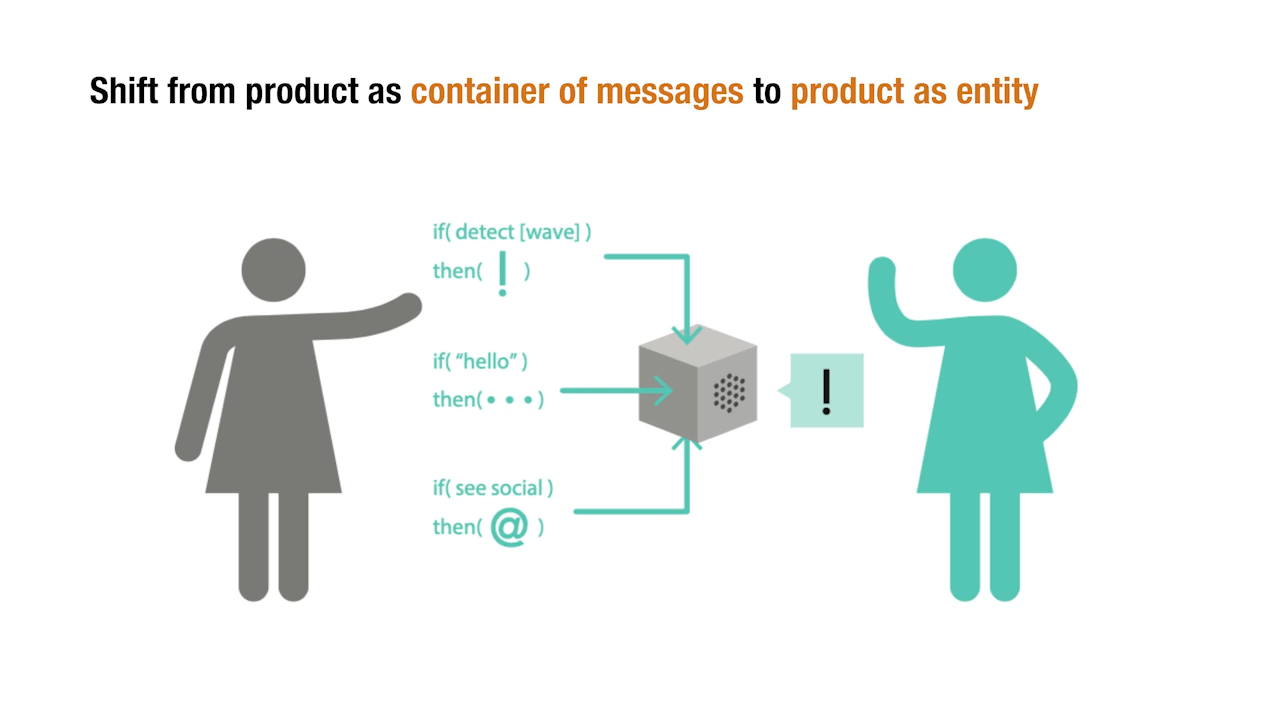 Shift from product as container of messages to product as entity
if( detect [wave] )
then( ! )
if( “hello” )
then( • • • )
if( see social )
then( @ )
!